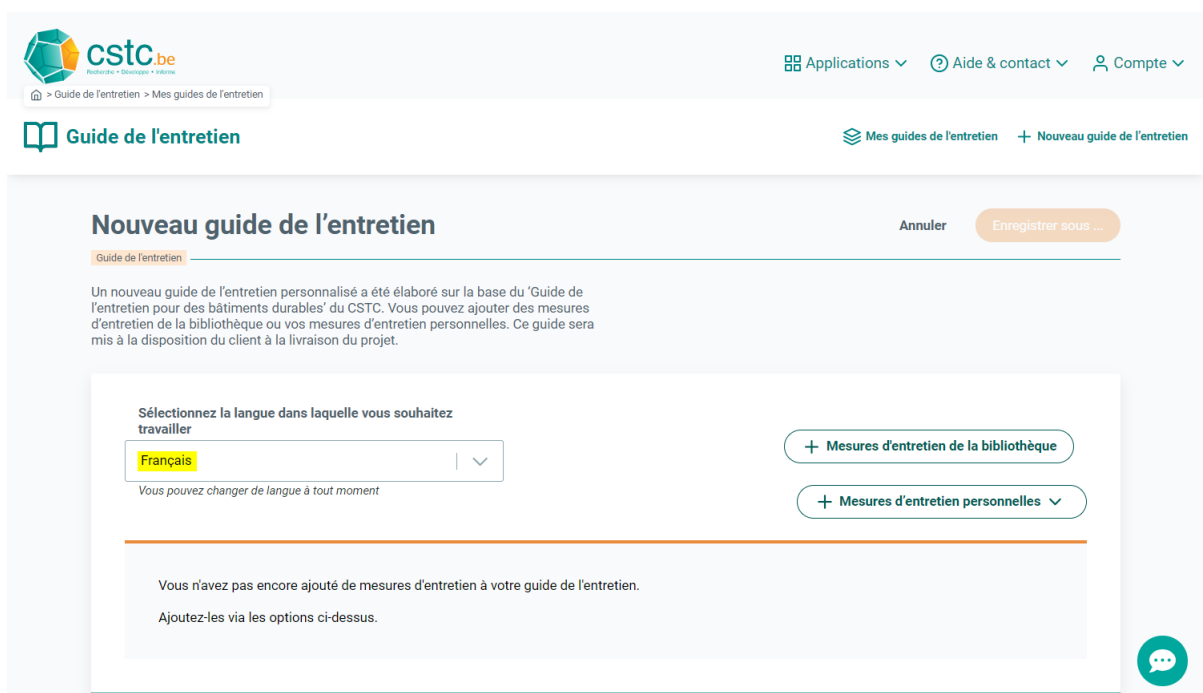 cstc.be
Recherche • Développe • Informe
Applications
Aide & contact
Compte
> Guide de l'entretien > Mes guides de l'entretien
Guide de l'entretien
Mes guides de l'entretien
Nouveau guide de l’entretien
Nouveau guide de l’entretien
Annuler
Enregistrer sous ...
Guide de l'entretien
Un nouveau guide de l’entretien personnalisé a été élaboré sur la base du ‘Guide de
l’entretien pour des bâtiments durables’ du CSTC. Vous pouvez ajouter des mesures
d’entretien de la bibliothèque ou vos mesures d’entretien personnelles. Ce guide sera
mis à la disposition du client à la livraison du projet.
Sélectionnez la langue dans laquelle vous souhaitez
travailler
Français
Vous pouvez changer de langue à tout moment
Mesures d'entretien de la bibliothèque
Mesures d’entretien personnelles
Vous n'avez pas encore ajouté de mesures d'entretien à votre guide de l'entretien.
Ajoutez-les via les options ci-dessus.